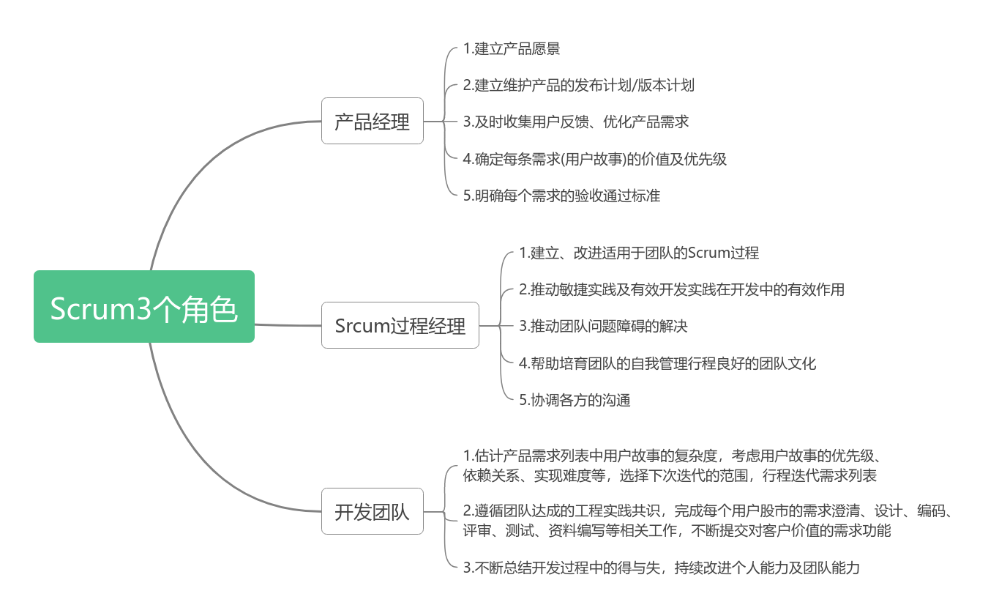 Scrum3个角色
产品经理
1.建立产品愿景
2.建立维护产品的发布计划/版本计划
3.及时收集用户反馈、优化产品需求
4.确定每条需求(用户故事)的价值及优先级
5.明确每个需求的验收通过标准
Srcum过程经理
1.建立、改进适用于团队的Scrum过程
2.推动敏捷实践及有效开发实践在开发中的有效作用
3.推动团队问题障碍的解决
4.帮助培育团队的自我管理行程良好的团队文化
5.协调各方的沟通
开发团队
1.估计产品需求列表中用户故事的复杂度，考虑用户故事的优先级、
依赖关系、实现难度等，选择下次迭代的范围，行程迭代需求列表
2.遵循团队达成的工程实践共识，完成每个用户股市的需求澄清、设计、编码、
评审、测试、资料编写等相关工作，不断提交对客户价值的需求功能
3.不断总结开发过程中的得与失，持续改进个人能力及团队能力